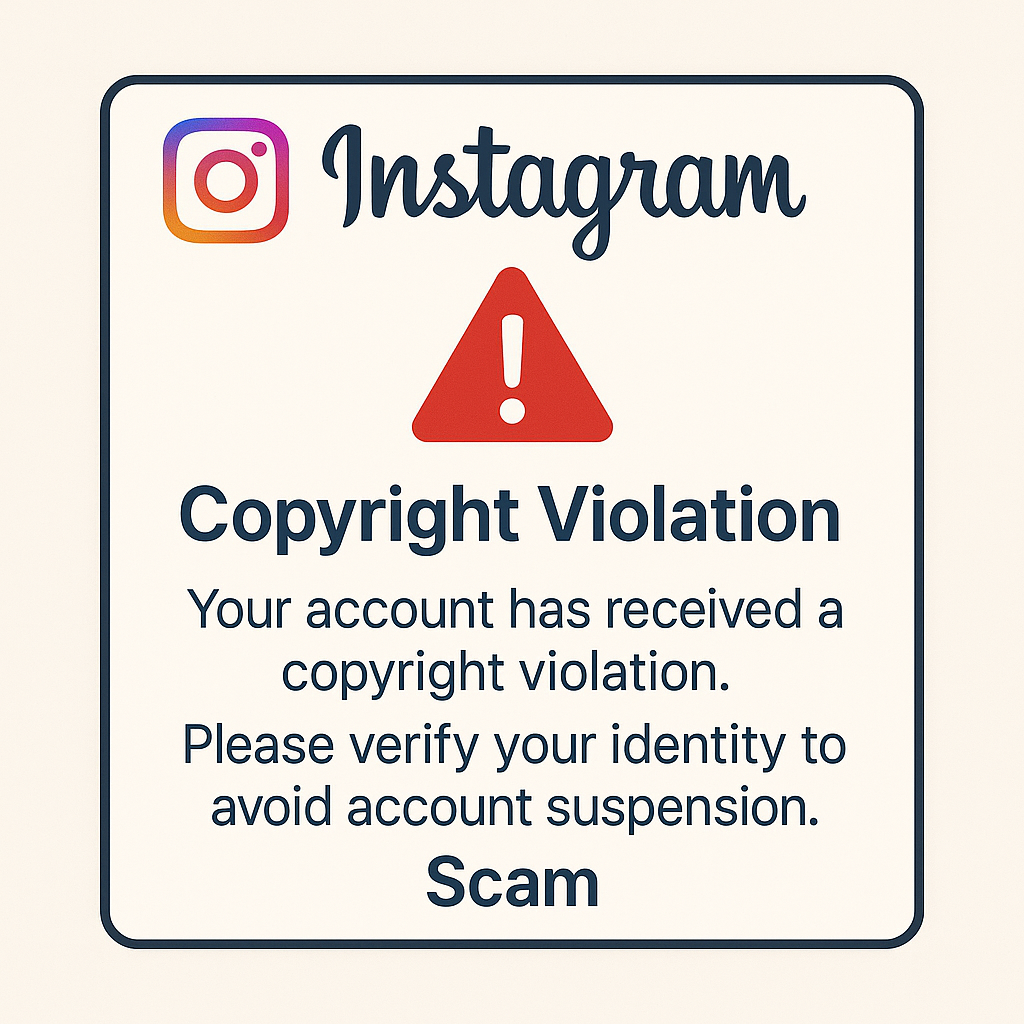 Instagram
Copyright Violation
Your account has received a
copyright violation.
Please verify your identity to
avoid account suspension.
Scam